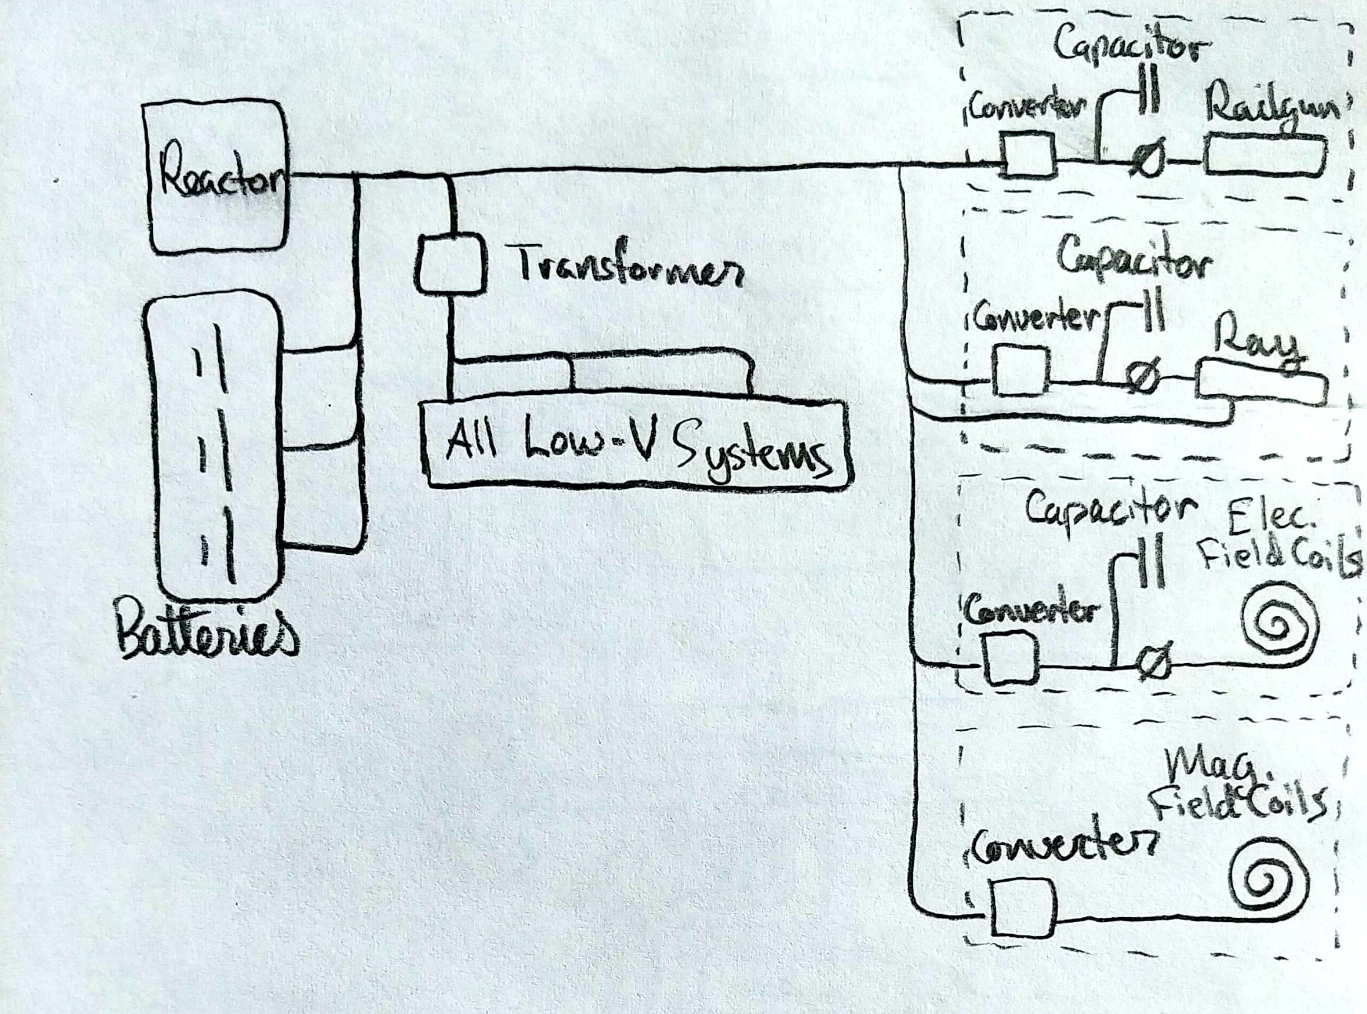 Reactor
Batteries
Transformer
All Low-V Systems
Capacitor
Converter
Railgun
Capacitor
Converter
Ray
Capacitor
Elec.
Field Coils
Converter
Mag.
Field Coils
Converter